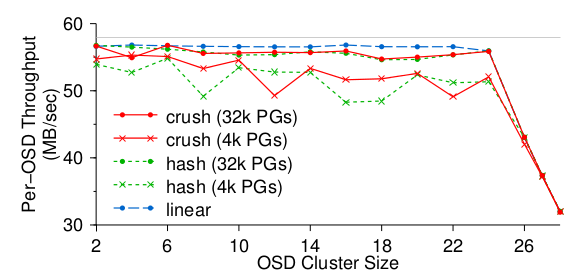 60
50
40
30
Per−OSD Throughput
(MB/sec)
crush (32k PGs)
crush (4k PGs)
hash (32k PGs)
hash (4k PGs)
linear
2 6 10 14 18 22 26
OSD Cluster Size